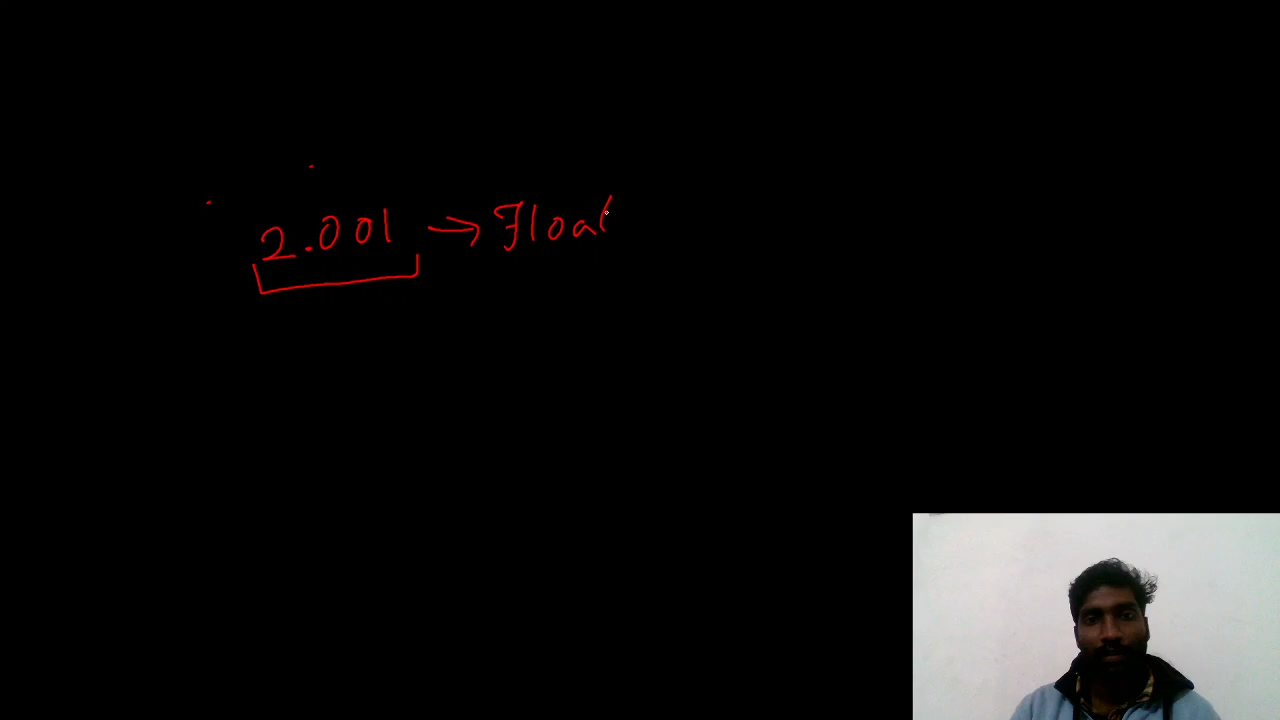 2.001 → Float